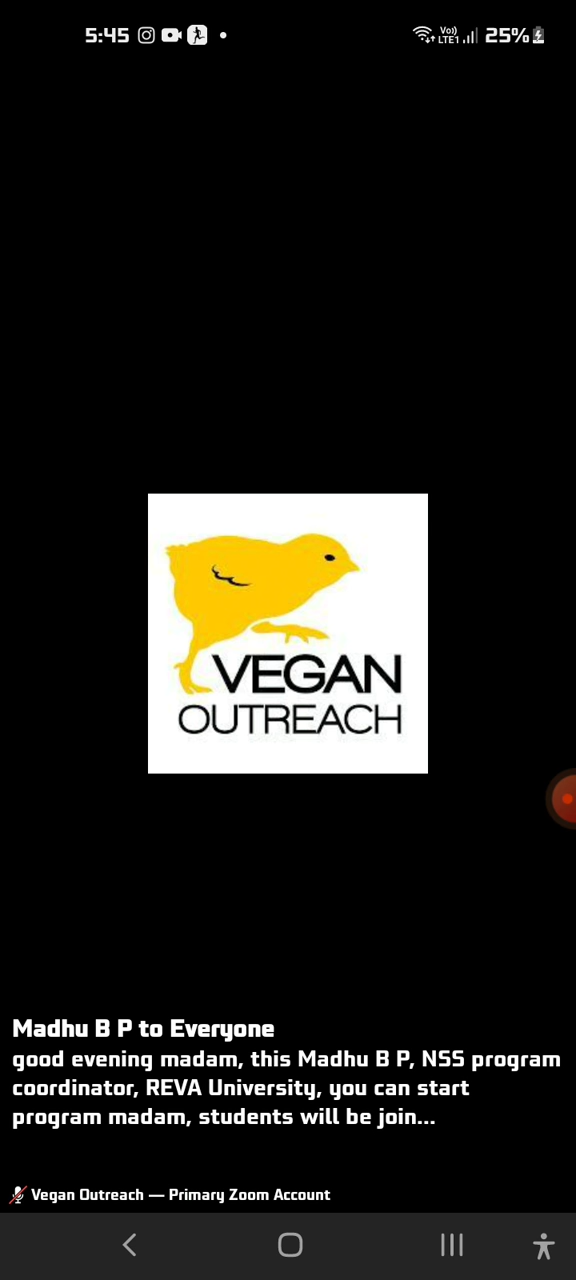 5:45
Vo))
LTE1
25%
VEGAN
OUTREACH
Madhu B P to Everyone
good evening madam, this Madhu B P, NSS program
coordinator, REVA University, you can start
program madam, students will be join...
Vegan Outreach — Primary Zoom Account